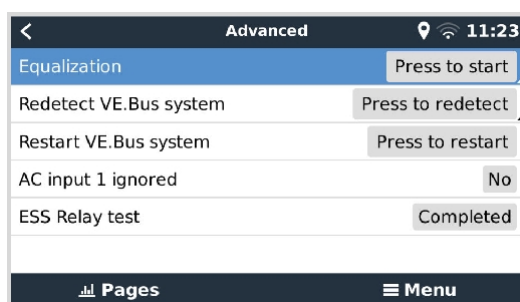 Advanced 11:23
Equalization Press to start
Redetect VE.Bus system Press to redetect
Restart VE.Bus system Press to restart
AC input 1 ignored No
ESS Relay test Completed
Pages Menu